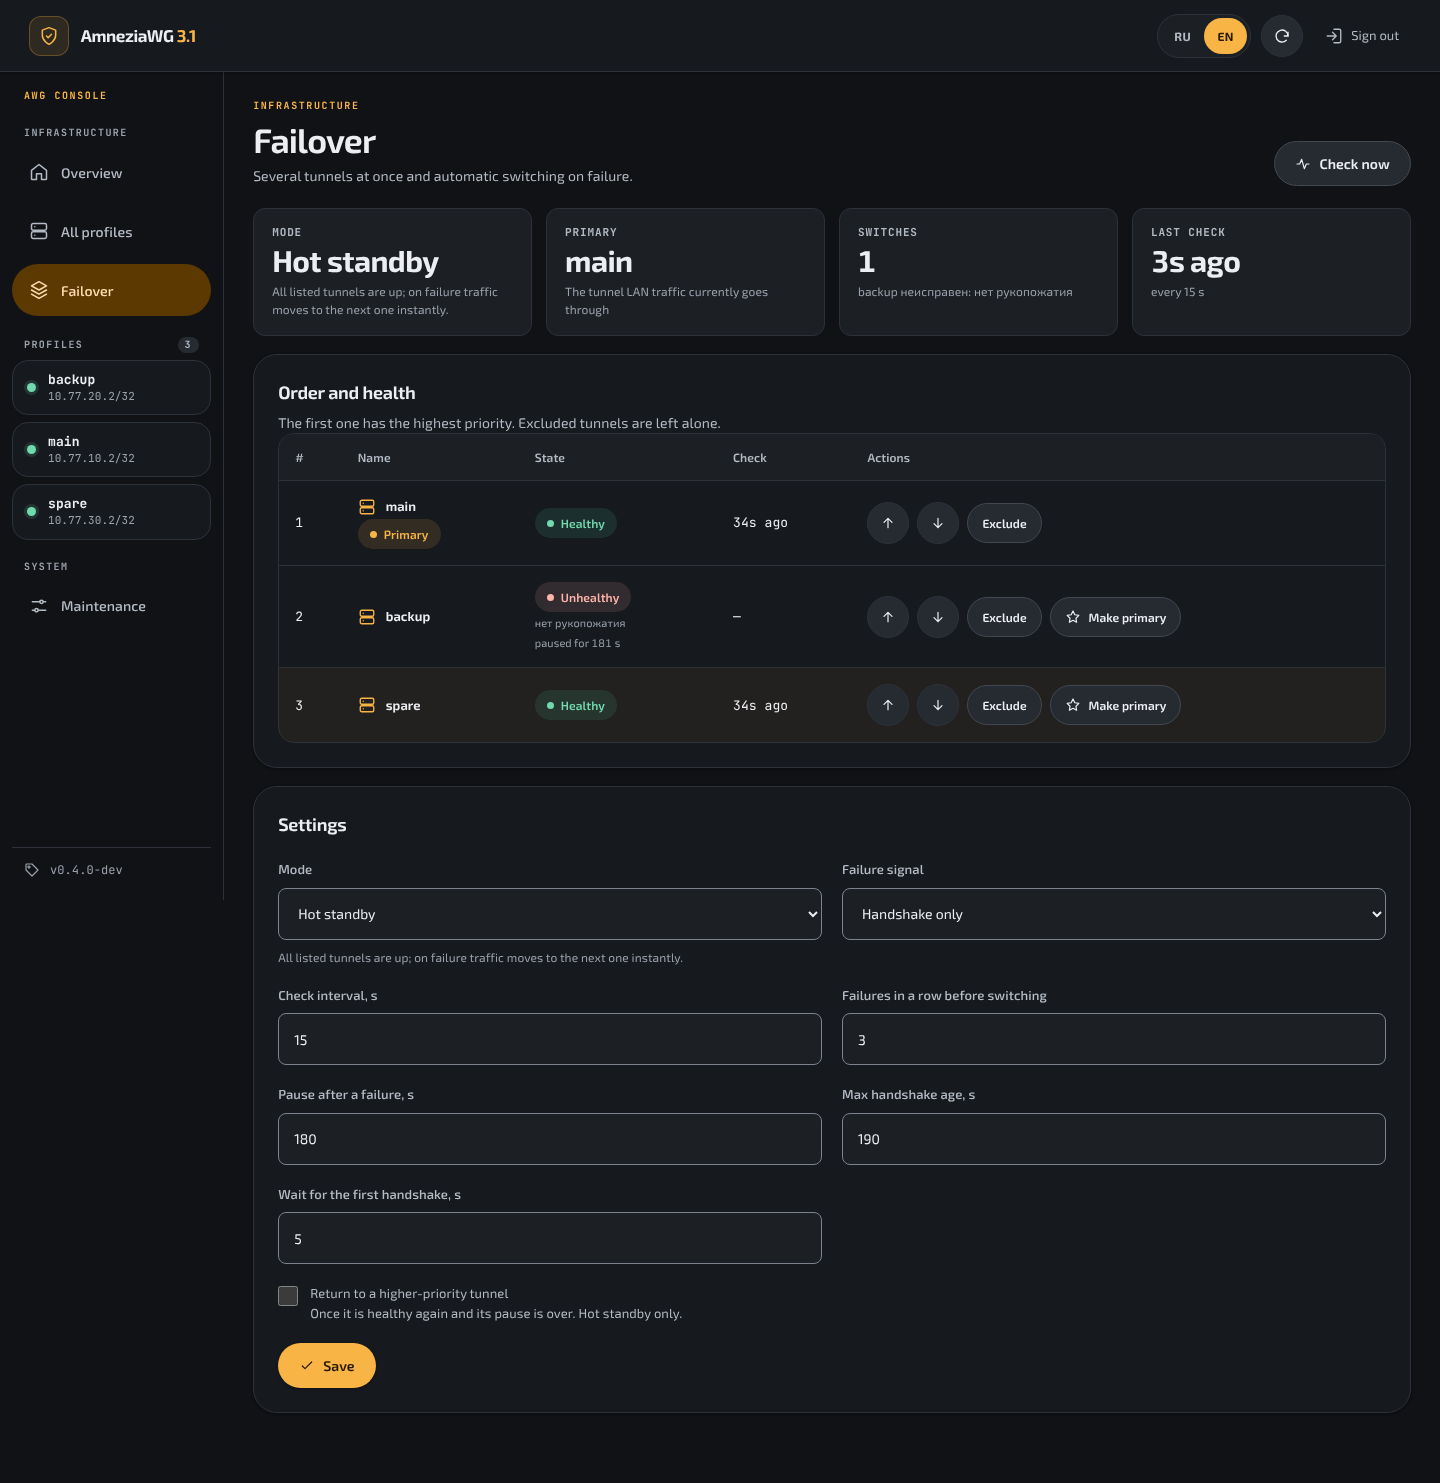 AmneziaWG 3.1
RU
EN
Sign out
AWG CONSOLE
INFRASTRUCTURE
Overview
All profiles
Failover
PROFILES
3
backup
10.77.20.2/32
main
10.77.10.2/32
spare
10.77.30.2/32
SYSTEM
Maintenance
v0.4.0-dev
INFRASTRUCTURE
Failover
Several tunnels at once and automatic switching on failure.
Check now
MODE
Hot standby
All listed tunnels are up; on failure traffic
moves to the next one instantly.
PRIMARY
main
The tunnel LAN traffic currently goes
through
SWITCHES
1
backup неисправен: нет рукопожатия
LAST CHECK
3s ago
every 15 s
Order and health
The first one has the highest priority. Excluded tunnels are left alone.
# Name State Check Actions
1 main Healthy 34s ago Exclude
Primary
2 backup Unhealthy — Exclude Make primary
нет рукопожатия
paused for 181 s
3 spare Healthy 34s ago Exclude Make primary
Settings
Mode
Hot standby
All listed tunnels are up; on failure traffic moves to the next one instantly.
Failure signal
Handshake only
Check interval, s
15
Failures in a row before switching
3
Pause after a failure, s
180
Max handshake age, s
190
Wait for the first handshake, s
5
Return to a higher-priority tunnel
Once it is healthy again and its pause is over. Hot standby only.
Save